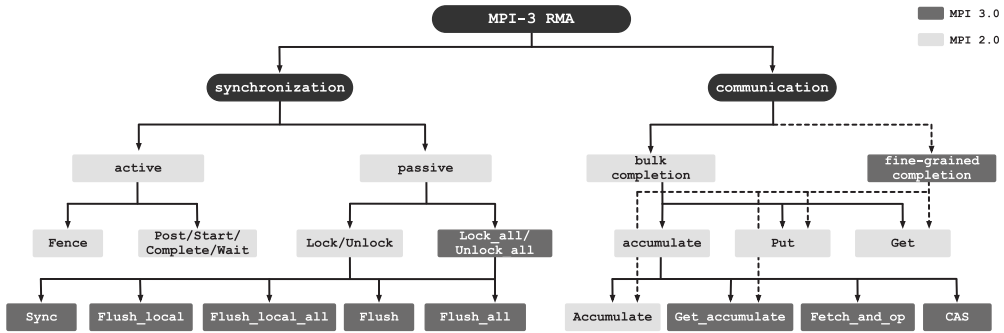 MPI-3 RMA
MPI 3.0
MPI 2.0
synchronization
communication
active
passive
bulk
completion
fine-grained
completion
Fence
Post/Start/
Complete/Wait
Lock/Unlock
Lock_all/
Unlock all
accumulate
Put
Get
Sync
Flush_local
Flush_local_all
Flush
Flush_all
Accumulate
Get_accumulate
Fetch_and_op
CAS